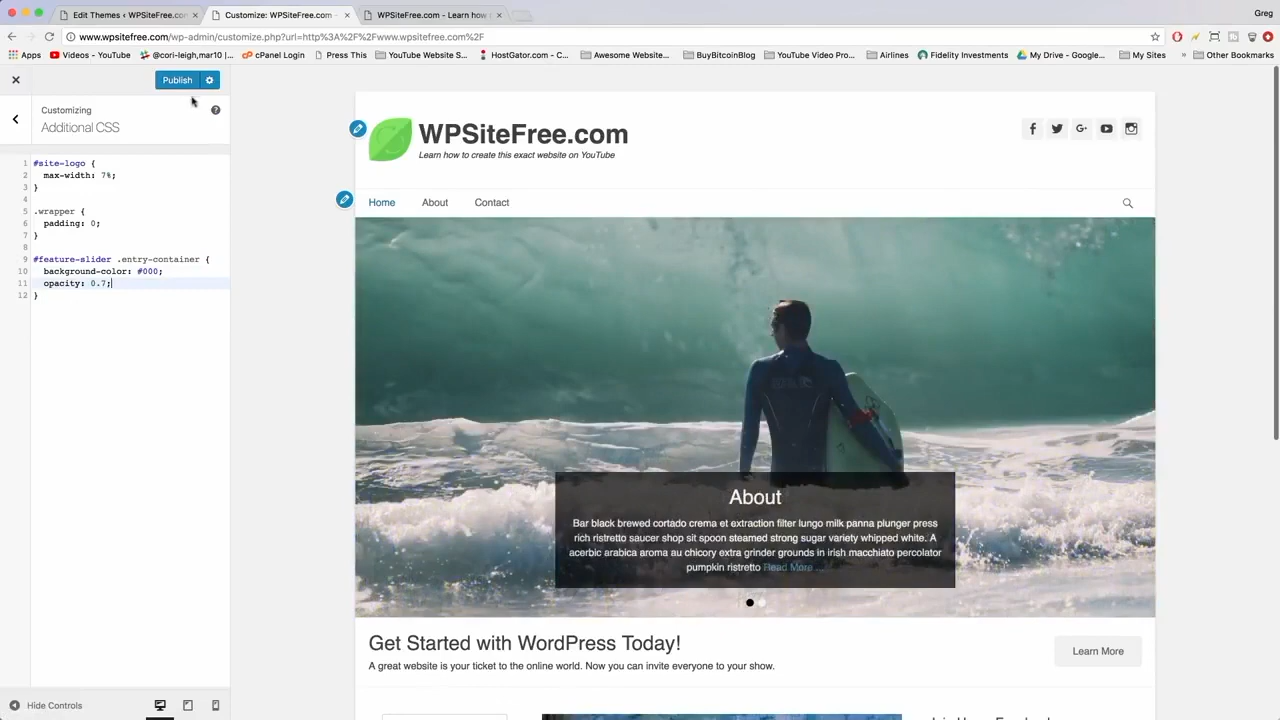 Edit Themes ‹ WPSiteFree.com
Customize: WPSiteFree.com -
WPSiteFree.com - Learn how
Greg
www.wpsitefree.com/wp-admin/customize.php?url=http%3A%2F%2Fwww.wpsitefree.com%2F
Apps
Videos - YouTube
@cori-leigh,mar10 |...
cPanel Login
Press This
YouTube Website S...
HostGator.com - C...
Awesome Website...
BuyBitcoinBlog
YouTube Video Pro...
Airlines
Fidelity Investments
My Drive - Google...
My Sites
»
Other Bookmarks
Publish
Customizing
?
Additional CSS
1 #site-logo {
2 max-width: 7%;
3 }
4
5 .wrapper {
6 padding: 0;
7 }
8
9 #feature-slider .entry-container {
10 background-color: #000;
11 opacity: 0.7;
12 }
WPSiteFree.com
Learn how to create this exact website on YouTube
Home
About
Contact
About
Bar black brewed cortado crema et extraction filter lungo milk panna plunger press
rich ristretto saucer shop sit spoon steamed strong sugar variety whipped white. A
acerbic arabica aroma au chicory extra grinder grounds in irish macchiato percolator
pumpkin ristretto Read More ...
Get Started with WordPress Today!
A great website is your ticket to the online world. Now you can invite everyone to your show.
Learn More
Hide Controls